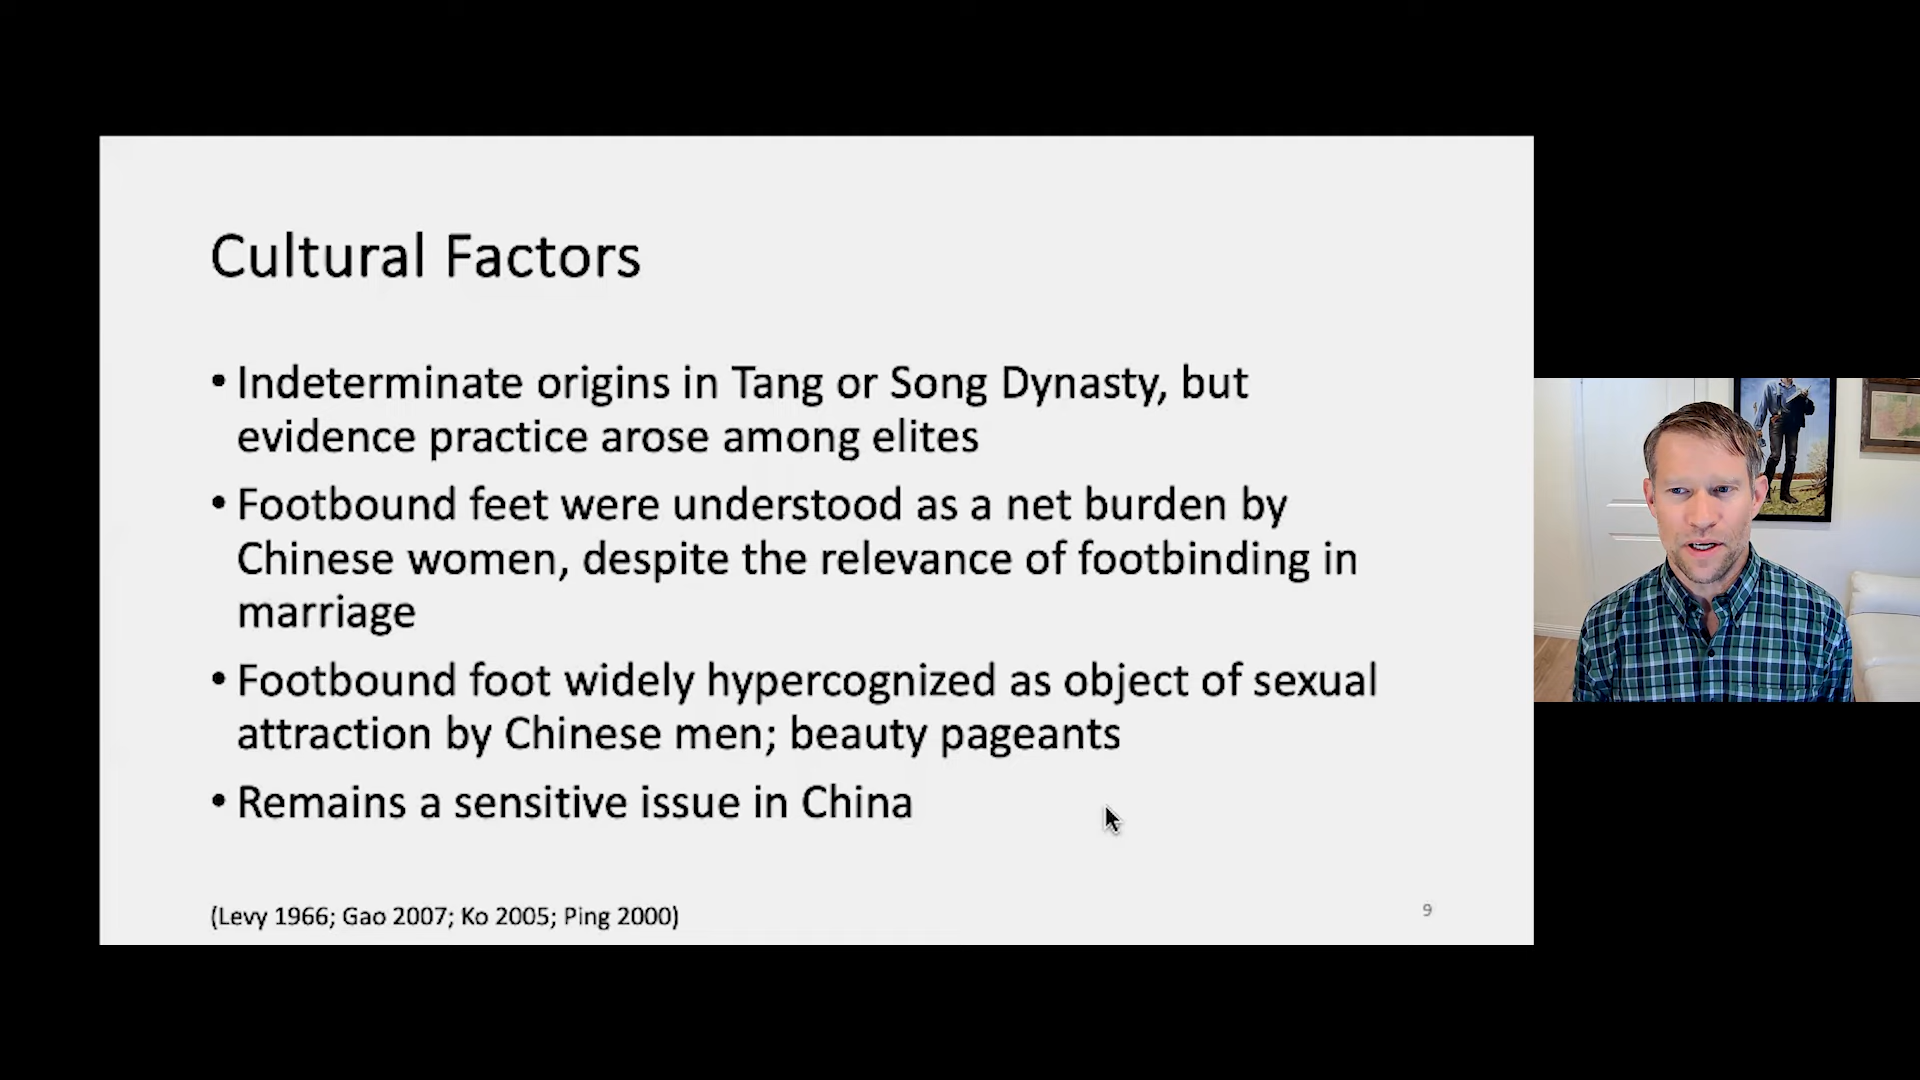 Cultural Factors
• Indeterminate origins in Tang or Song Dynasty, but
evidence practice arose among elites
• Footbound feet were understood as a net burden by
Chinese women, despite the relevance of footbinding in
marriage
• Footbound foot widely hypercognized as object of sexual
attraction by Chinese men; beauty pageants
• Remains a sensitive issue in China
(Levy 1966; Gao 2007; Ko 2005; Ping 2000)
9